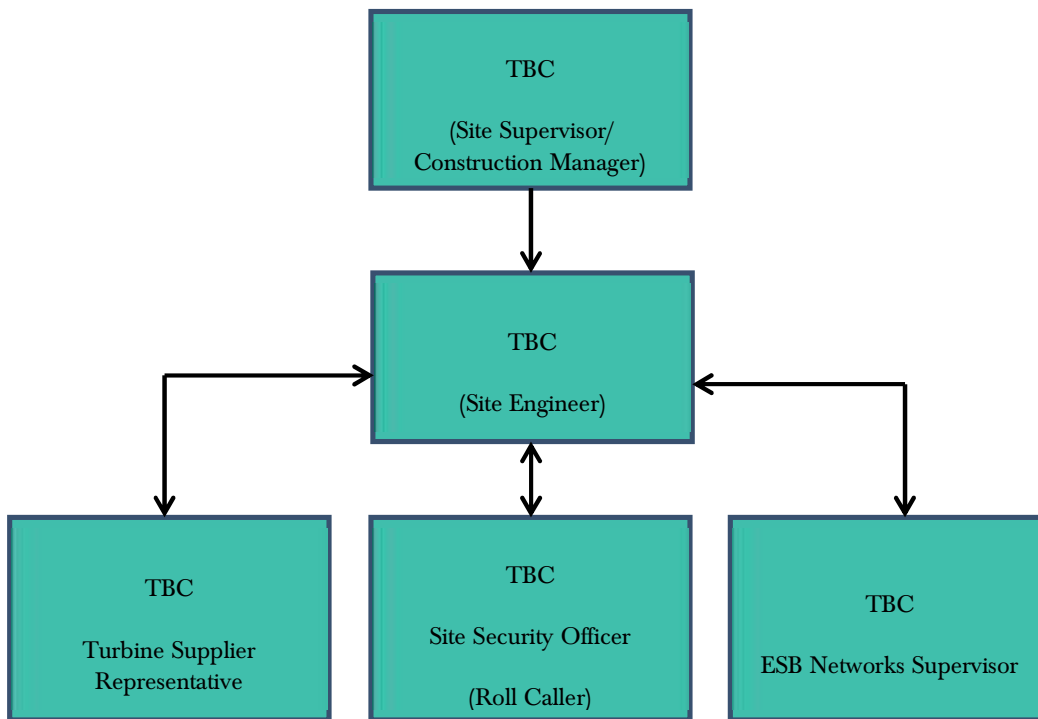 TBC
(Site Supervisor/
Construction Manager)
TBC
(Site Engineer)
TBC
Turbine Supplier
Representative
TBC
Site Security Officer
(Roll Caller)
TBC
ESB Networks Supervisor